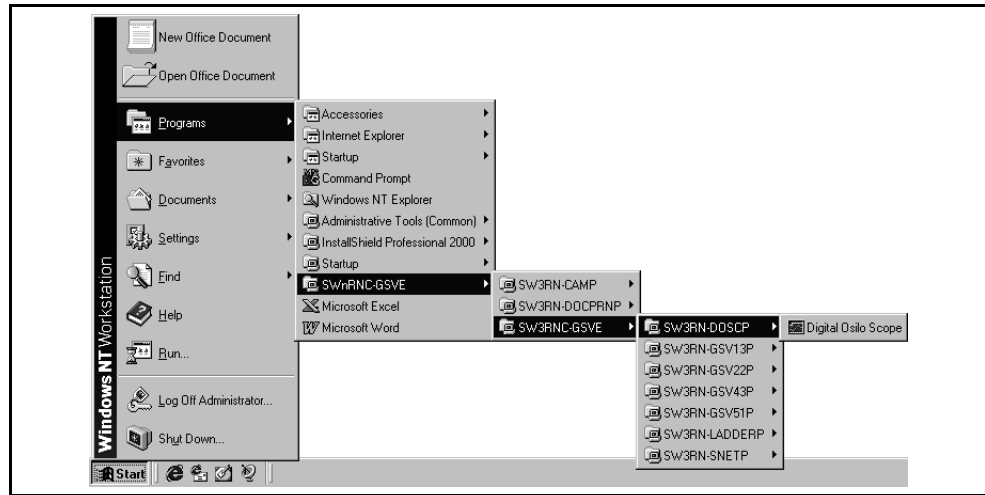 New Office Document
Open Office Document
Programs
Favorites
Documents
Settings
Find
Help
Run...
Log Off Administrator...
Shut Down...
Windows NT Workstation
Start
Accessories
Internet Explorer
Startup
Command Prompt
Windows NT Explorer
Administrative Tools (Common)
InstallShield Professional 2000
Startup
SWnRNC-GSVE
Microsoft Excel
Microsoft Word
SW3RN-CAMP
SW3RN-DOCPRNP
SW3RNC-GSVE
SW3RN-DOSCP
SW3RN-GSV13P
SW3RN-GSV22P
SW3RN-GSV43P
SW3RN-GSV51P
SW3RN-LADDERP
SW3RN-SNETP
Digital Osilo Scope